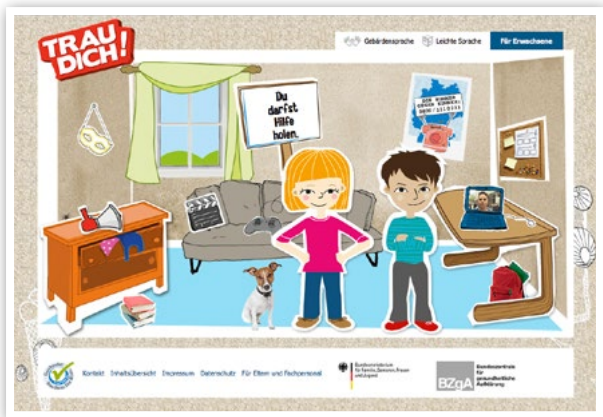 TRAU
DICH!
Gebärdensprache
Leichte Sprache
Für Erwachsene
Du
darfst
Hilfe
holen.
Kontakt Inhaltsübersicht Impressum Datenschutz Für Eltern und Fachpersonal
Bundesministerium
für Familie, Senioren, Frauen
und Jugend
BZgA
Bundeszentrale
für
gesundheitliche
Aufklärung